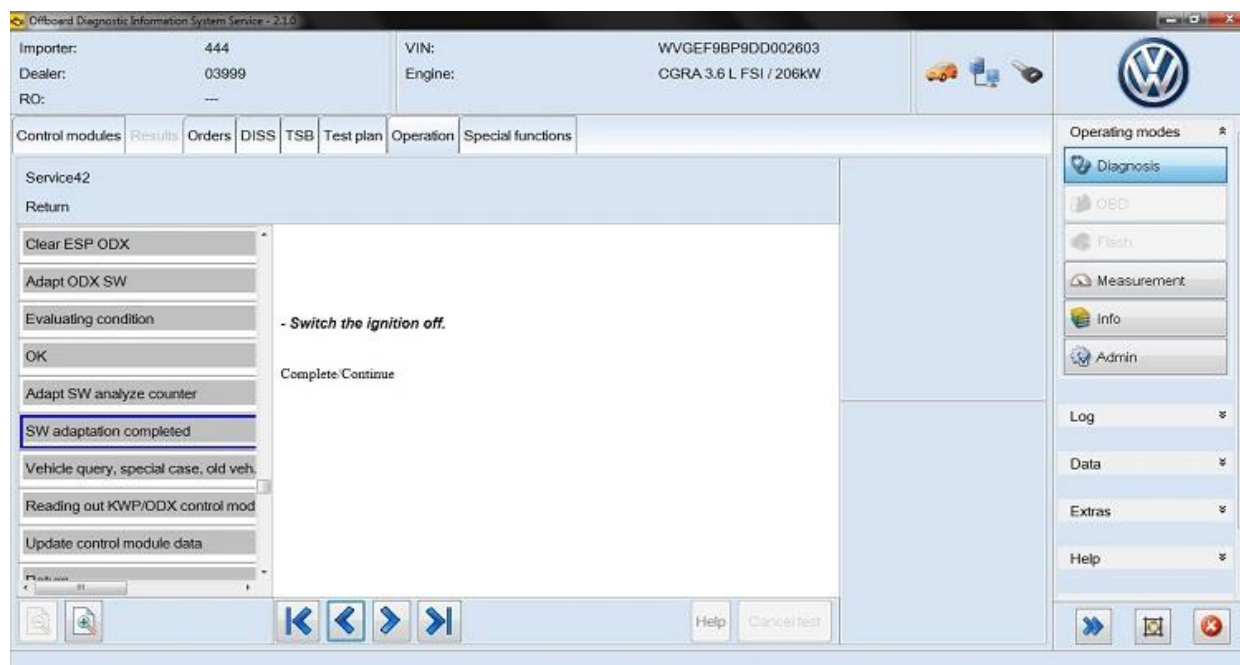 Offboard Diagnostic Information System Service - 2.1.0
Importer: 444 VIN: WVGEF9BP9DD002603
Dealer: 03999 Engine: CGRA 3.6 L FSI / 206kW
RO: ---
Control modules Results Orders DISS TSB Test plan Operation Special functions
Service42
Return
Clear ESP ODX
Adapt ODX SW
Evaluating condition
OK
Adapt SW analyze counter
SW adaptation completed
Vehicle query, special case, old veh.
Reading out KWP/ODX control mod
Update control module data
Return
- Switch the ignition off.
Complete/Continue
Help Cancel test
Operating modes
Diagnosis
OBD
Flash
Measurement
Info
Admin
Log
Data
Extras
Help